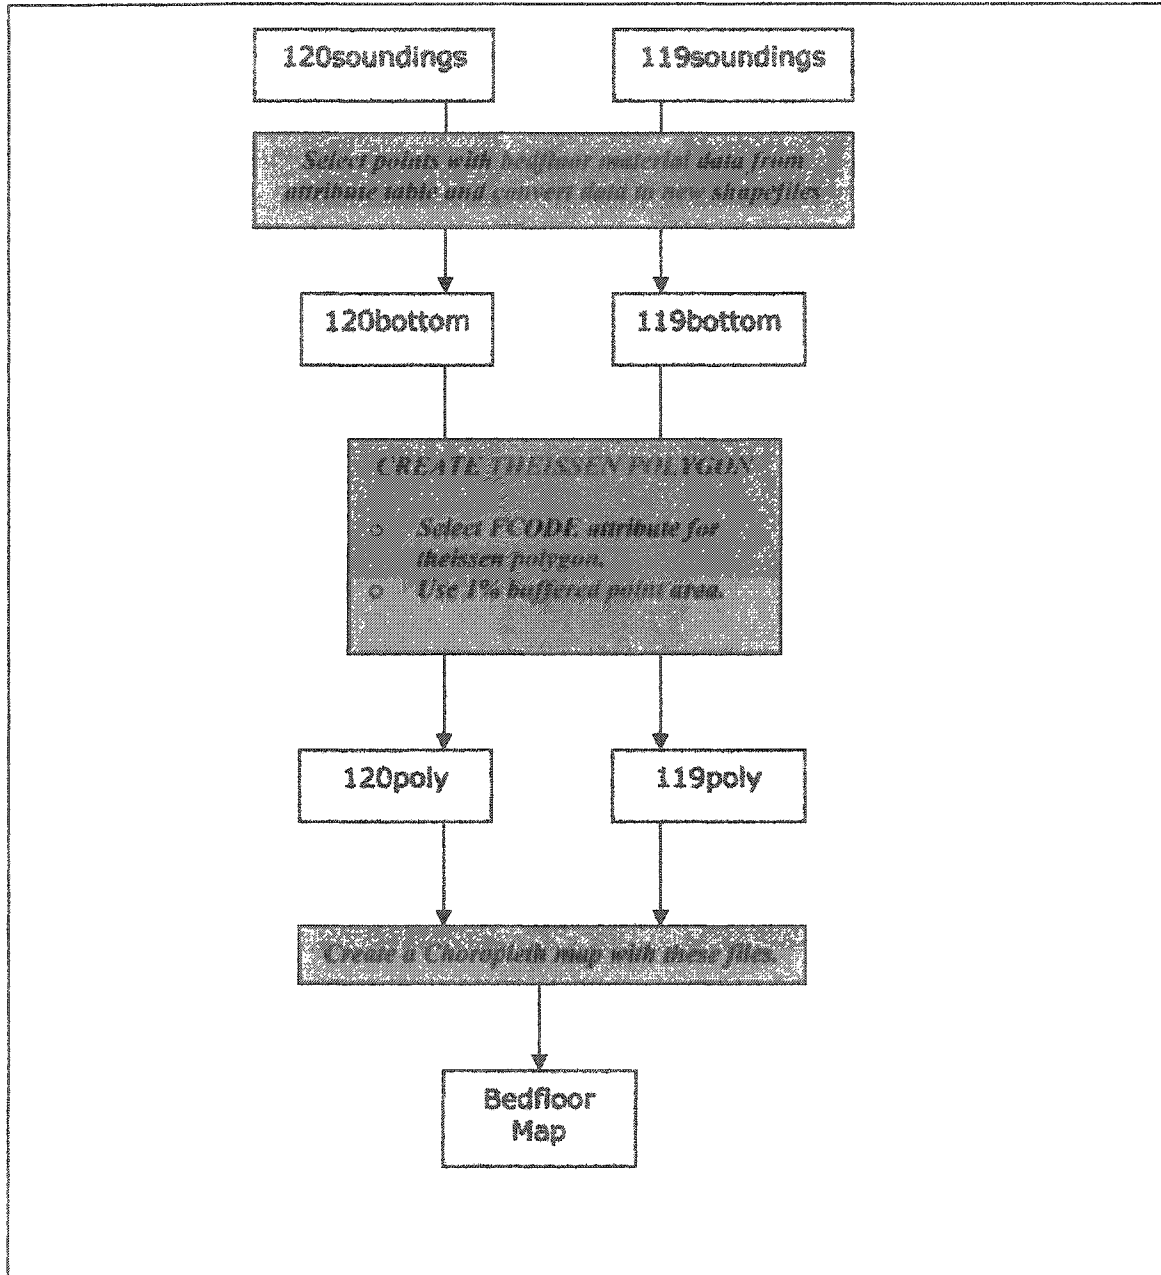 120soundings
119soundings
Select points with bedfloor material data from
attribute table and convert data to new shapefiles
120bottom
119bottom
CREATE THEISSEN POLYGON
○ Select FCODE attribute for
theissen polygon.
○ Use 1% buffered point area.
120poly
119poly
Create a Choropleth map with these files.
Bedfloor
Map